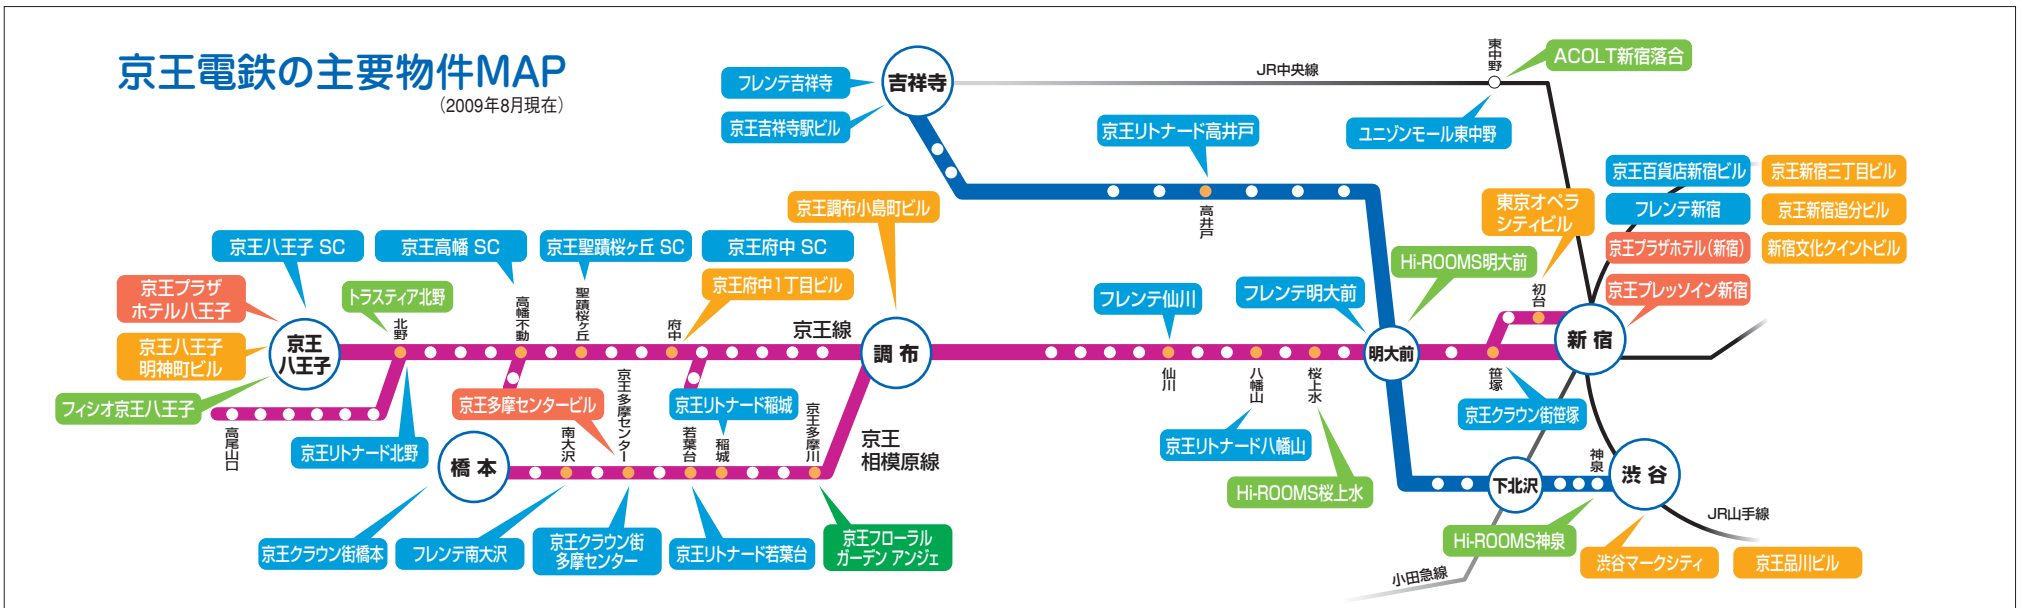 京王電鉄の主要物件MAP
(2009年8月現在)
フレンテ吉祥寺
京王吉祥寺駅ビル
吉祥寺
JR中央線
東中野
ACOLT新宿落合
ユニゾンモール東中野
京王リトナード高井戸
高井戸
京王百貨店新宿ビル
京王新宿三丁目ビル
フレンテ新宿
京王新宿追分ビル
京王プラザホテル(新宿)
新宿文化クイントビル
京王プレッソイン新宿
東京オペラ
シティビル
初台
新宿
京王調布小島町ビル
京王八王子 SC
京王高幡 SC
京王聖蹟桜ヶ丘 SC
京王府中 SC
京王府中1丁目ビル
京王プラザ
ホテル八王子
トラスティア北野
北野
高幡不動
聖蹟桜ヶ丘
府中
京王線
調布
京王
八王子
京王八王子
明神町ビル
フィシオ京王八王子
高尾山口
京王リトナード北野
フレンテ仙川
仙川
フレンテ明大前
Hi-ROOMS明大前
明大前
八幡山
桜上水
笹塚
京王クラウン街笹塚
京王リトナード八幡山
Hi-ROOMS桜上水
京王多摩センタービル
京王多摩センター
京王リトナード稲城
南大沢
若葉台
稲城
京王多摩川
京王
相模原線
橋本
京王クラウン街橋本
フレンテ南大沢
京王クラウン街
多摩センター
京王リトナード若葉台
京王フローラル
ガーデン アンジェ
下北沢
神泉
渋谷
Hi-ROOMS神泉
小田急線
JR山手線
渋谷マークシティ
京王品川ビル